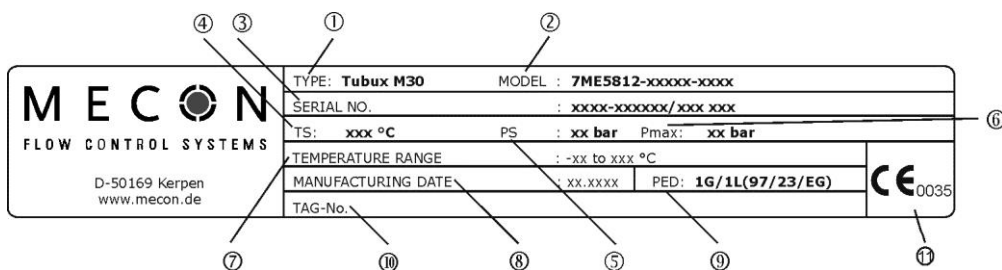 ④ ③ ① ②
MECON
FLOW CONTROL SYSTEMS
D-50169 Kerpen
www.mecon.de
TYPE: Tubux M30 MODEL : 7ME5812-xxxxx-xxxx
SERIAL NO. : xxxx-xxxxxx/xxx xxx
TS: xxx °C PS : xx bar Pmax: xx bar ⑥
TEMPERATURE RANGE : -xx to xxx °C
MANUFACTURING DATE : xx.xxxx PED: 1G/1L(97/23/EG)
TAG-No.
CE 0035
⑦ ⑩ ⑧ ⑤ ⑨ ⑪